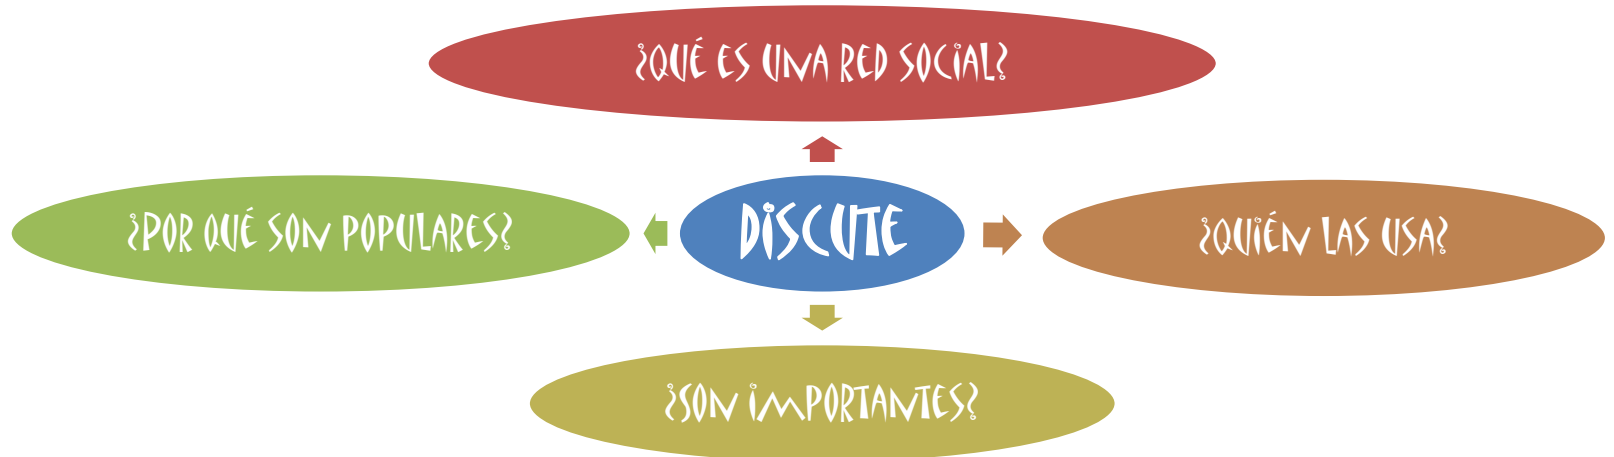 ¿QUÉ ES UNA RED SOCIAL?
¿POR QUÉ SON POPULARES?
DISCUTE
¿QUIÉN LAS USA?
¿SON IMPORTANTES?